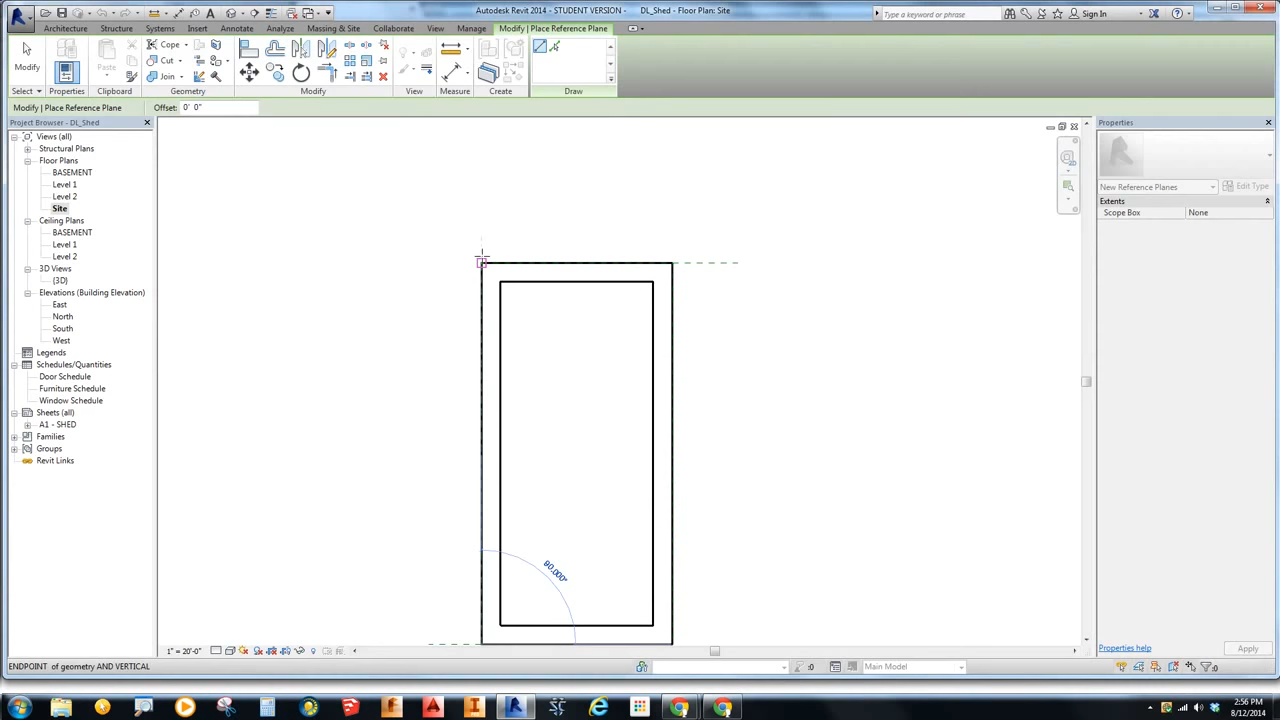 Autodesk Revit 2014 - STUDENT VERSION - DL_Shed - Floor Plan: Site
Type a keyword or phrase
Sign In
Architecture Structure Systems Insert Annotate Analyze Massing & Site Collaborate View Manage Modify | Place Reference Plane
Modify
Paste
Cope
Cut
Join
Select Properties Clipboard Geometry Modify View Measure Create Draw
Modify | Place Reference Plane Offset: 0' 0"
Project Browser - DL_Shed
Properties
Views (all)
Structural Plans
Floor Plans
BASEMENT
Level 1
Level 2
Site
Ceiling Plans
BASEMENT
Level 1
Level 2
3D Views
{3D}
Elevations (Building Elevation)
East
North
South
West
Legends
Schedules/Quantities
Door Schedule
Furniture Schedule
Window Schedule
Sheets (all)
A1 - SHED
Families
Groups
Revit Links
New Reference Planes
Edit Type
Extents
Scope Box None
90.000°
1" = 20'-0"
Properties help
Apply
ENDPOINT of geometry AND VERTICAL
:0
Main Model
:0
2:56 PM
8/12/2014